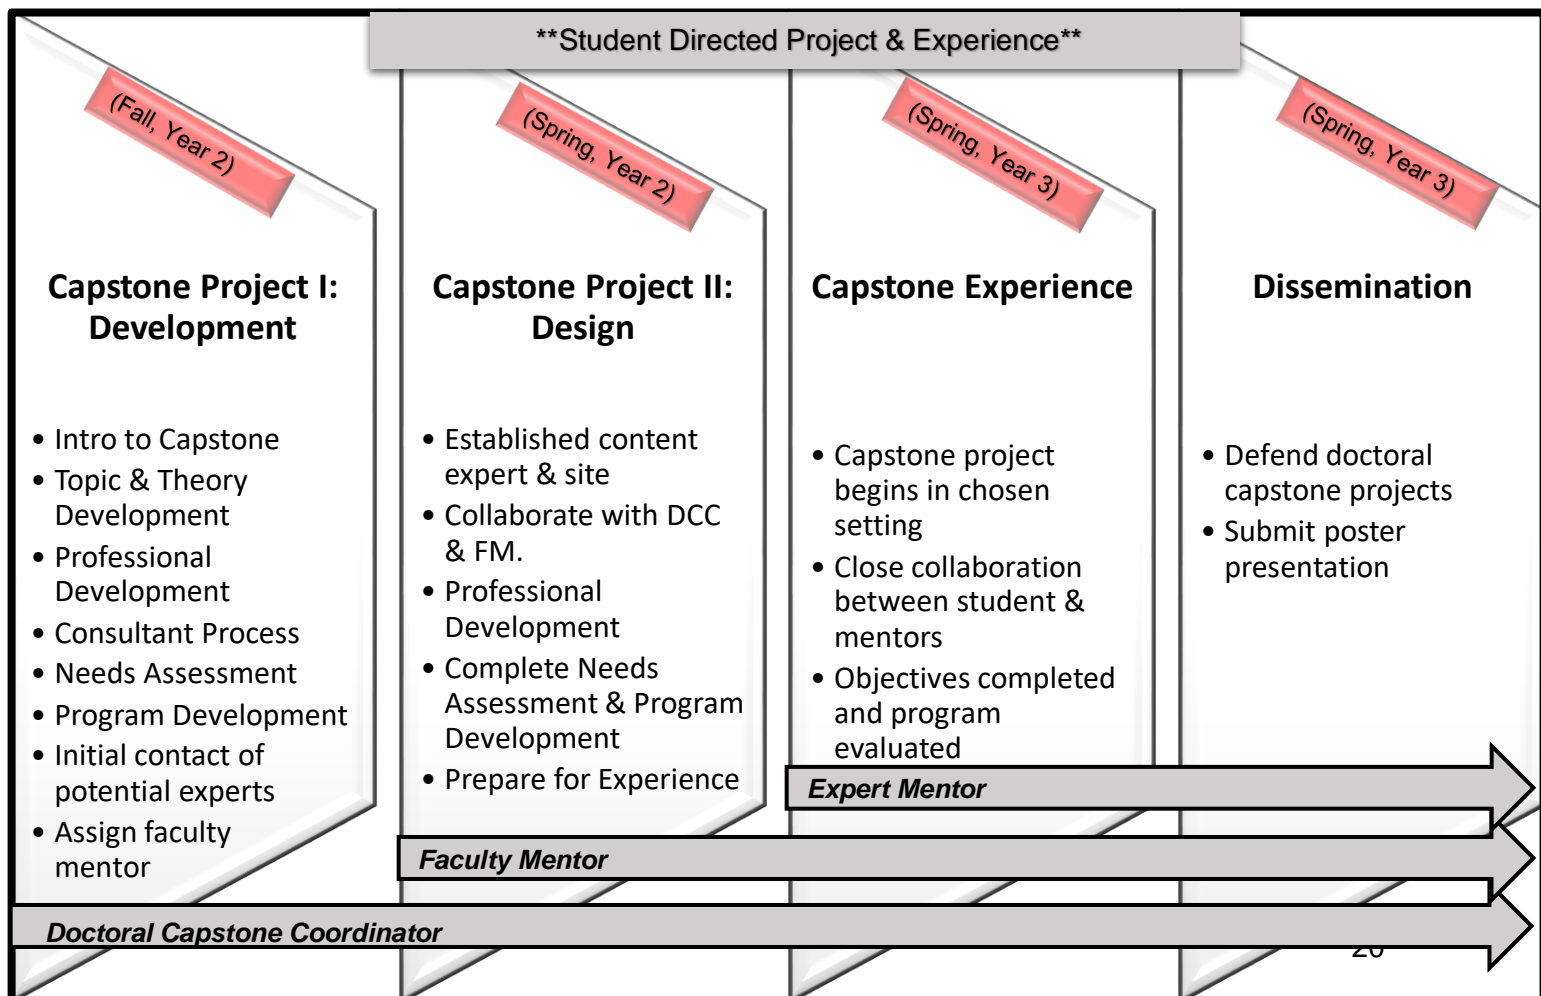 **Student Directed Project & Experience**
(Fall, Year 2)
Capstone Project I:
Development
• Intro to Capstone
• Topic & Theory
Development
• Professional
Development
• Consultant Process
• Needs Assessment
• Program Development
• Initial contact of
potential experts
• Assign faculty
mentor
(Spring, Year 2)
Capstone Project II:
Design
• Established content
expert & site
• Collaborate with DCC
& FM.
• Professional
Development
• Complete Needs
Assessment & Program
Development
• Prepare for Experience
(Spring, Year 3)
Capstone Experience
• Capstone project
begins in chosen
setting
• Close collaboration
between student &
mentors
• Objectives completed
and program
evaluated
(Spring, Year 3)
Dissemination
• Defend doctoral
capstone projects
• Submit poster
presentation
Expert Mentor
Faculty Mentor
Doctoral Capstone Coordinator